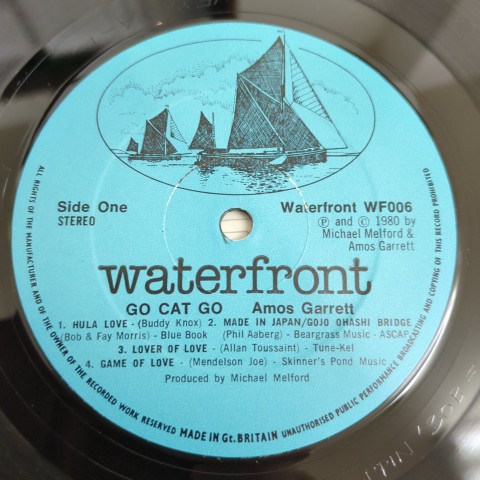 Side One
STEREO
Waterfront WF006
Ⓟ and © 1980 by
Michael Melford &
Amos Garrett
waterfront
GO CAT GO Amos Garrett
1. HULA LOVE - (Buddy Knox) 2. MADE IN JAPAN/GOJO OHASHI BRIDGE
(Bob & Fay Morris) - Blue Book (Phil Aaberg) - Beargrass Music - ASCAP
3. LOVER OF LOVE - (Allan Toussaint) - Tune-Kel
4. GAME OF LOVE - (Mendelson Joe) - Skinner's Pond Music
Produced by Michael Melford
ALL RIGHTS OF THE MANUFACTURER AND OF THE OWNER OF THE RECORDED WORK RESERVED MADE IN Gt. BRITAIN UNAUTHORISED PUBLIC PERFORMANCE BROADCASTING AND COPYING OF THIS RECORD PROHIBITED